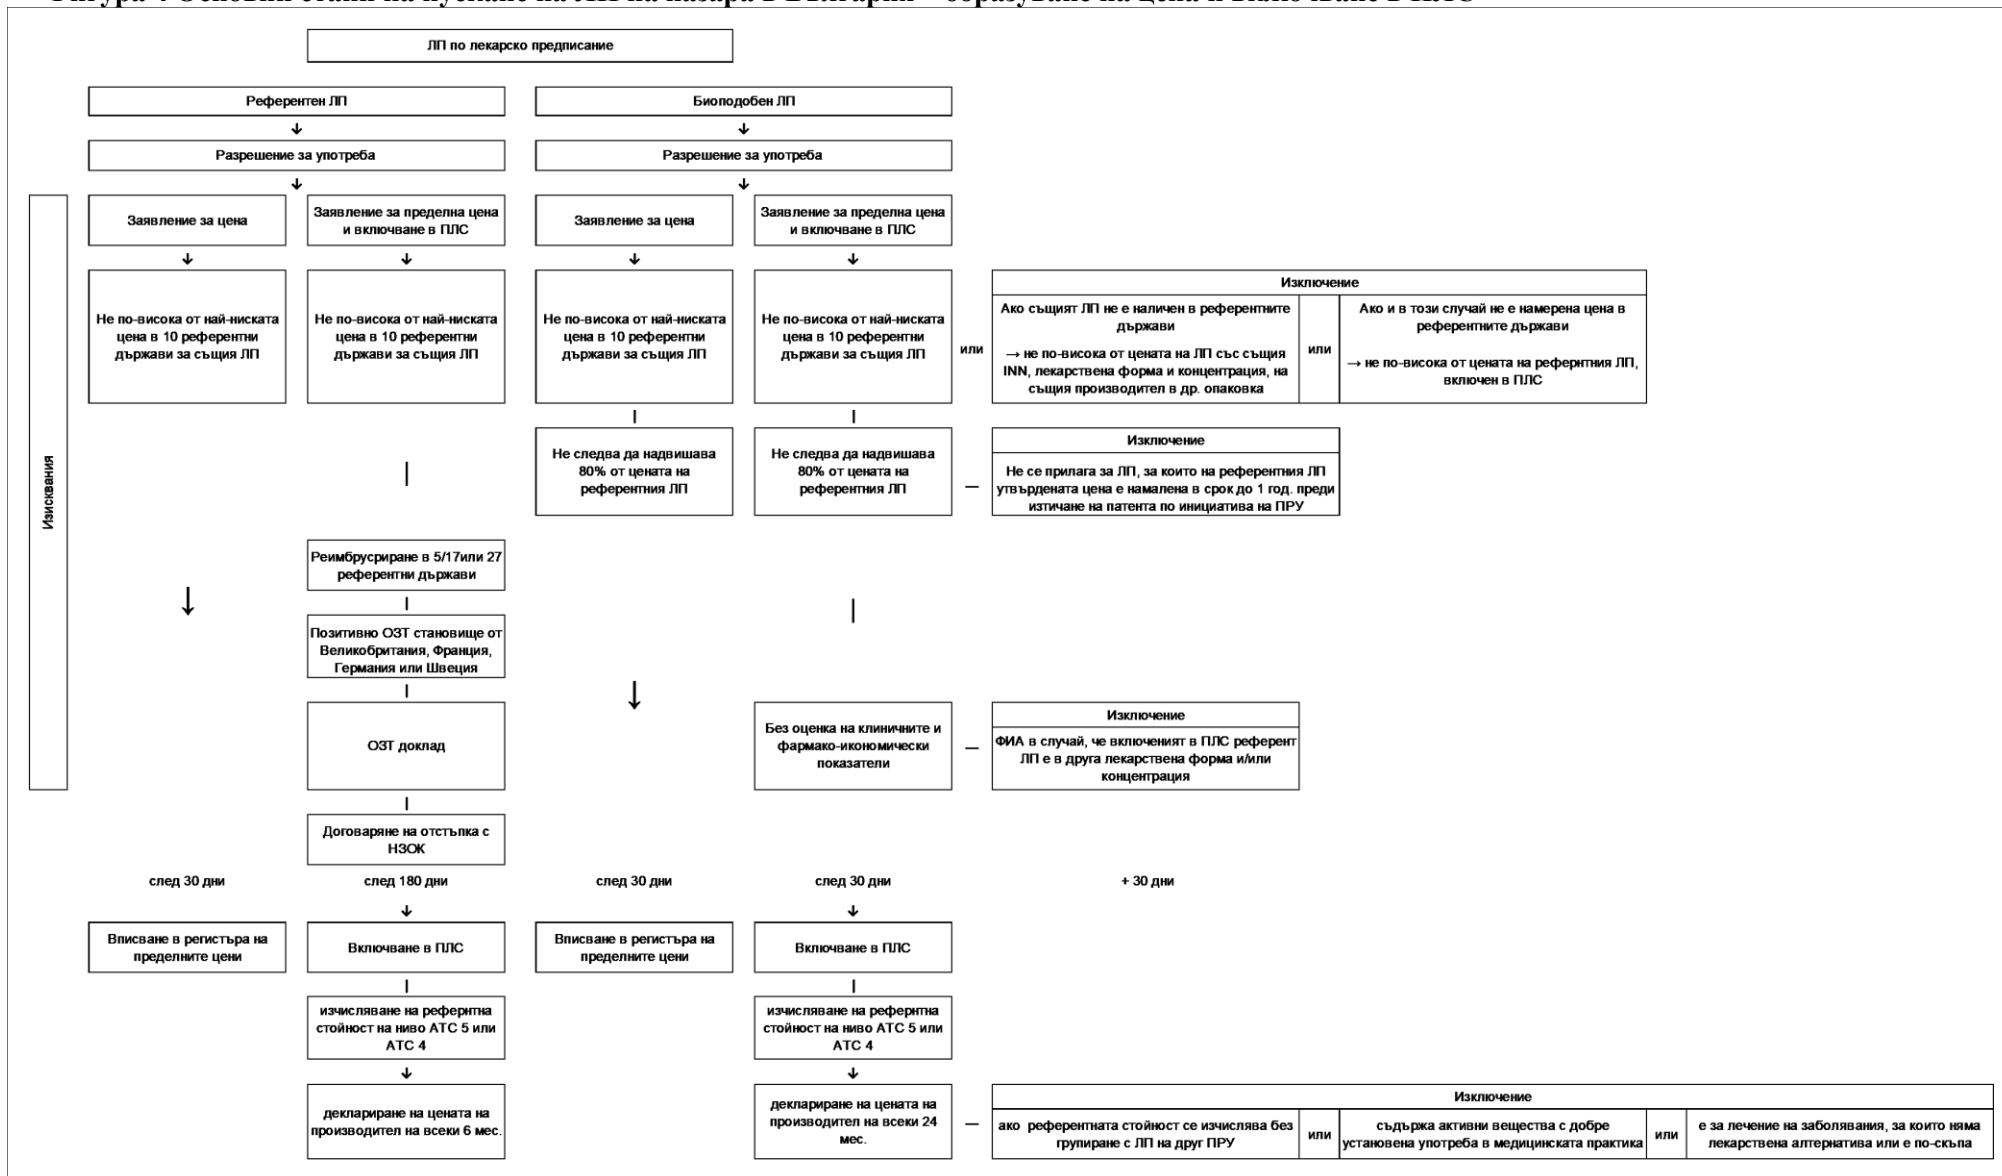 ЛП по лекарско предписание
Референтен ЛП
Биоподобен ЛП
Разрешение за употреба
Разрешение за употреба
Изисквания
Заявление за цена
Заявление за пределна цена
и включване в ПЛС
Заявление за цена
Заявление за пределна цена
и включване в ПЛС
Не по-висока от най-ниската
цена в 10 референтни
държави за същия ЛП
Не по-висока от най-ниската
цена в 10 референтни
държави за същия ЛП
Не по-висока от най-ниската
цена в 10 референтни
държави за същия ЛП
Не по-висока от най-ниската
цена в 10 референтни
държави за същия ЛП
или
Изключение
Ако същият ЛП не е наличен в референтните
държави
→ не по-висока от цената на ЛП със същия
INN, лекарствена форма и концентрация, на
същия производител в др. опаковка
или
Ако и в този случай не е намерена цена в
референтните държави
→ не по-висока от цената на рефернтния ЛП,
включен в ПЛС
Не следва да надвишава
80% от цената на
референтния ЛП
Не следва да надвишава
80% от цената на
референтния ЛП
Изключение
Не се прилага за ЛП, за които на референтния ЛП
утвърдената цена е намалена в срок до 1 год. преди
изтичане на патента по инициатива на ПРУ
Реимбрусриране в 5/17или 27
референтни държави
Позитивно ОЗТ становище от
Великобритания, Франция,
Германия или Швеция
ОЗТ доклад
Без оценка на клиничните и
фармако-икономически
показатели
Изключение
ФИА в случай, че включеният в ПЛС референт
ЛП е в друга лекарствена форма и/или
концентрация
Договаряне на отстъпка с
НЗОК
след 30 дни
след 180 дни
след 30 дни
след 30 дни
+ 30 дни
Вписване в регистъра на
пределните цени
Включване в ПЛС
Вписване в регистъра на
пределните цени
Включване в ПЛС
изчисляване на рефернтна
стойност на ниво АТС 5 или
АТС 4
изчисляване на рефернтна
стойност на ниво АТС 5 или
АТС 4
деклариране на цената на
производител на всеки 6 мес.
деклариране на цената на
производител на всеки 24
мес.
Изключение
ако референтната стойност се изчислява без
групиране с ЛП на друг ПРУ
или
съдържа активни вещества с добре
установена употреба в медицинската практика
или
е за лечение на заболявания, за които няма
лекарствена алтернатива или е по-скъпа